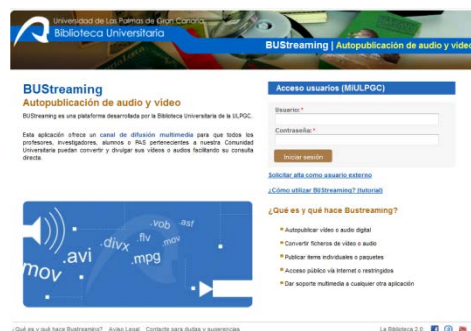 Universidad de Las Palmas de Gran Canaria
Biblioteca Universitaria
BUStreaming | Autopublicación de audio y video
BUStreaming
Autopublicación de audio y vídeo
BUStreaming es una plataforma desarrollada por la Biblioteca Universitaria de la ULPGC.
Esta aplicación ofrece un canal de difusión multimedia para que todos los
profesores, investigadores, alumnos o PAS pertenecientes a nuestra Comunidad
Universitaria puedan convertir y divulgar sus vídeos o audios facilitando su consulta
directa.
.avi
mov
.divx
.vob
.flv
.asf
mov
.mpg
Acceso usuarios (MiULPGC)
Usuario: *
Contraseña: *
Iniciar sesión
Solicitar alta como usuario externo
¿Cómo utilizar BUStreaming? (tutorial)
¿Qué es y qué hace Bustreaming?
Autopublicar vídeo o audio digital
Convertir ficheros de vídeo o audio
Publicar ítems individuales o paquetes
Acceso público vía Internet o restringidos
Dar soporte multimedia a cualquier otra aplicación
¿Qué es y qué hace Bustreaming? Aviso Legal Contacte para dudas y sugerencias
La Biblioteca 2.0